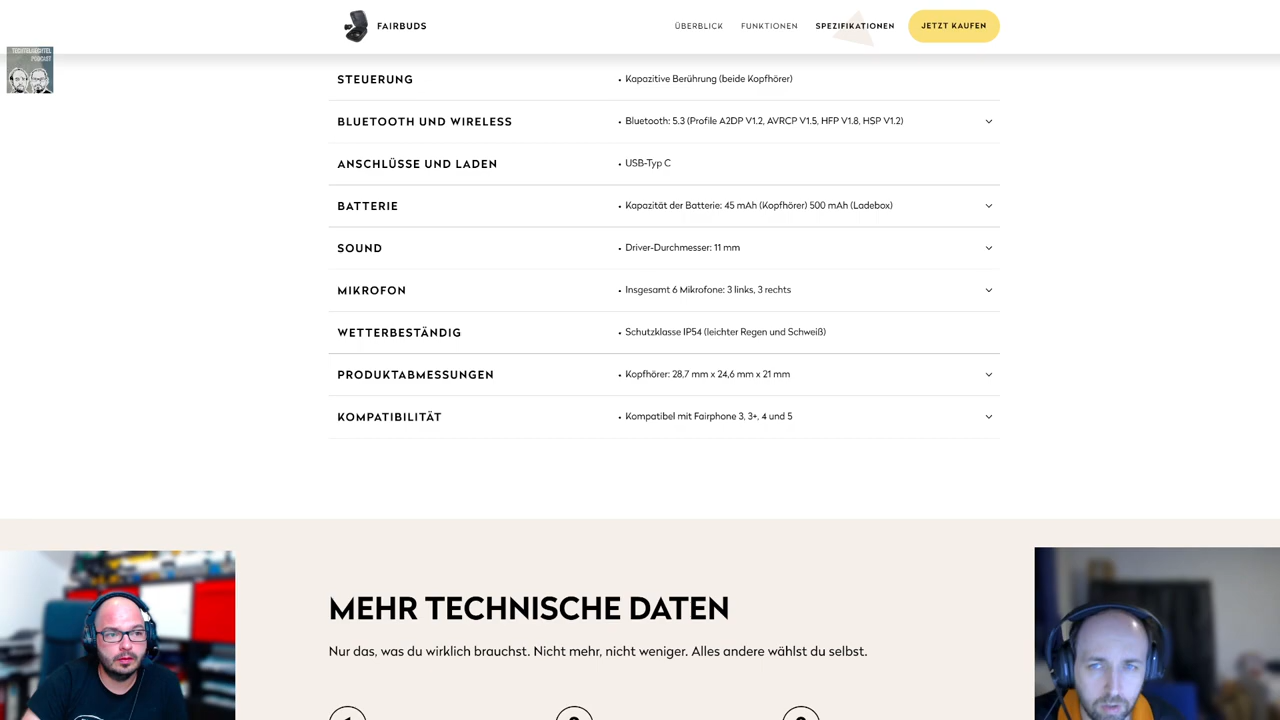 FAIRBUDS
ÜBERBLICK
FUNKTIONEN
SPEZIFIKATIONEN
JETZT KAUFEN
TECHTELMECHTEL
PODCAST
STEUERUNG
• Kapazitive Berührung (beide Kopfhörer)
BLUETOOTH UND WIRELESS
• Bluetooth: 5.3 (Profile A2DP V1.2, AVRCP V1.5, HFP V1.8, HSP V1.2)
ANSCHLÜSSE UND LADEN
• USB-Typ C
BATTERIE
• Kapazität der Batterie: 45 mAh (Kopfhörer) 500 mAh (Ladebox)
SOUND
• Driver-Durchmesser: 11 mm
MIKROFON
• Insgesamt 6 Mikrofone: 3 links, 3 rechts
WETTERBESTÄNDIG
• Schutzklasse IP54 (leichter Regen und Schweiß)
PRODUKTABMESSUNGEN
• Kopfhörer: 28,7 mm x 24,6 mm x 21 mm
KOMPATIBILITÄT
• Kompatibel mit Fairphone 3, 3+, 4 und 5
MEHR TECHNISCHE DATEN
Nur das, was du wirklich brauchst. Nicht mehr, nicht weniger. Alles andere wählst du selbst.